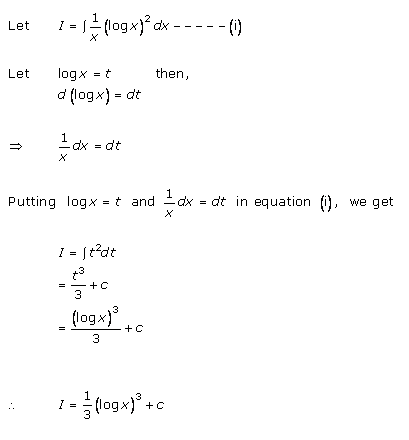 Let I = ∫ 1/x (log x)² dx - - - - - (i)
Let log x = t then,
d (log x) = dt
⇒ 1/x dx = dt
Putting log x = t and 1/x dx = dt in equation (i), we get
I = ∫ t² dt
= t³/3 + c
= (log x)³/3 + c
∴ I = 1/3 (log x)³ + c